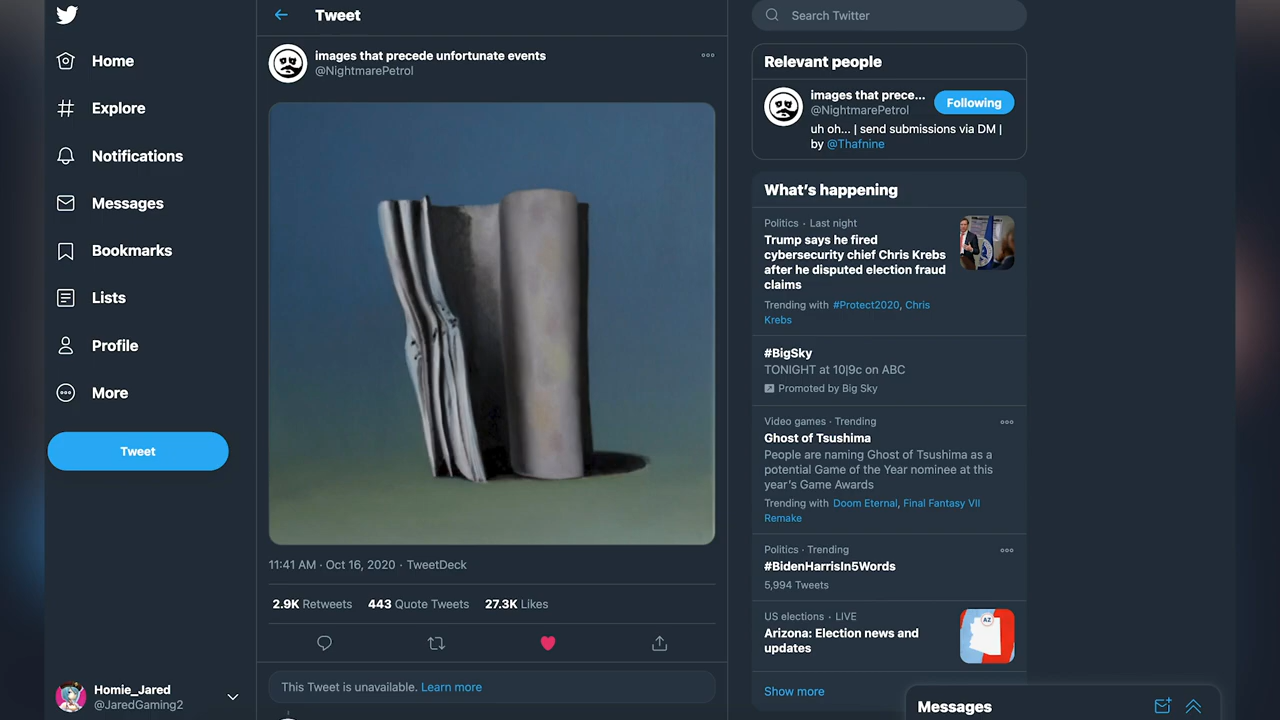 Home
Explore
Notifications
Messages
Bookmarks
Lists
Profile
More
Tweet
Homie_Jared
@JaredGaming2
Tweet
images that precede unfortunate events
@NightmarePetrol
11:41 AM · Oct 16, 2020 · TweetDeck
2.9K Retweets 443 Quote Tweets 27.3K Likes
This Tweet is unavailable. Learn more
Search Twitter
Relevant people
images that prece...
@NightmarePetrol
Following
uh oh... | send submissions via DM |
by @Thafnine
What's happening
Politics · Last night
Trump says he fired
cybersecurity chief Chris Krebs
after he disputed election fraud
claims
Trending with #Protect2020, Chris
Krebs
#BigSky
TONIGHT at 10|9c on ABC
Promoted by Big Sky
Video games · Trending
Ghost of Tsushima
People are naming Ghost of Tsushima as a
potential Game of the Year nominee at this
year's Game Awards
Trending with Doom Eternal, Final Fantasy VII
Remake
Politics · Trending
#BidenHarrisIn5Words
5,994 Tweets
US elections · LIVE
Arizona: Election news and
updates
AZ
Show more
Messages